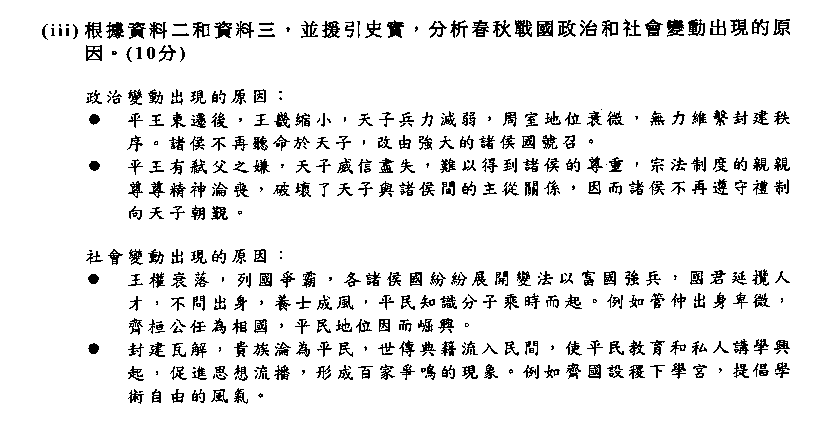 (iii) 根據資料二和資料三，並援引史實，分析春秋戰國政治和社會變動出現的原
因。(10分)
政治變動出現的原因：
● 平王東遷後，王畿縮小，天子兵力減弱，周室地位衰微，無力維繫封建秩
序。諸侯不再聽命於天子，改由強大的諸侯國號召。
● 平王有弒父之嫌，天子威信盡失，難以得到諸侯的尊重，宗法制度的親親
尊尊精神淪喪，破壞了天子與諸侯間的主從關係，因而諸侯不再遵守禮制
向天子朝覲。
社會變動出現的原因：
● 王權衰落，列國爭霸，各諸侯國紛紛展開變法以富國強兵，國君延攬人
才，不問出身，養士成風，平民知識分子乘時而起。例如管仲出身卑微，
齊桓公任為相國，平民地位因而崛興。
● 封建瓦解，貴族淪為平民，世傳典籍流入民間，使平民教育和私人講學興
起，促進思想流播，形成百家爭鳴的現象。例如齊國設稷下學宮，提倡學
術自由的風氣。